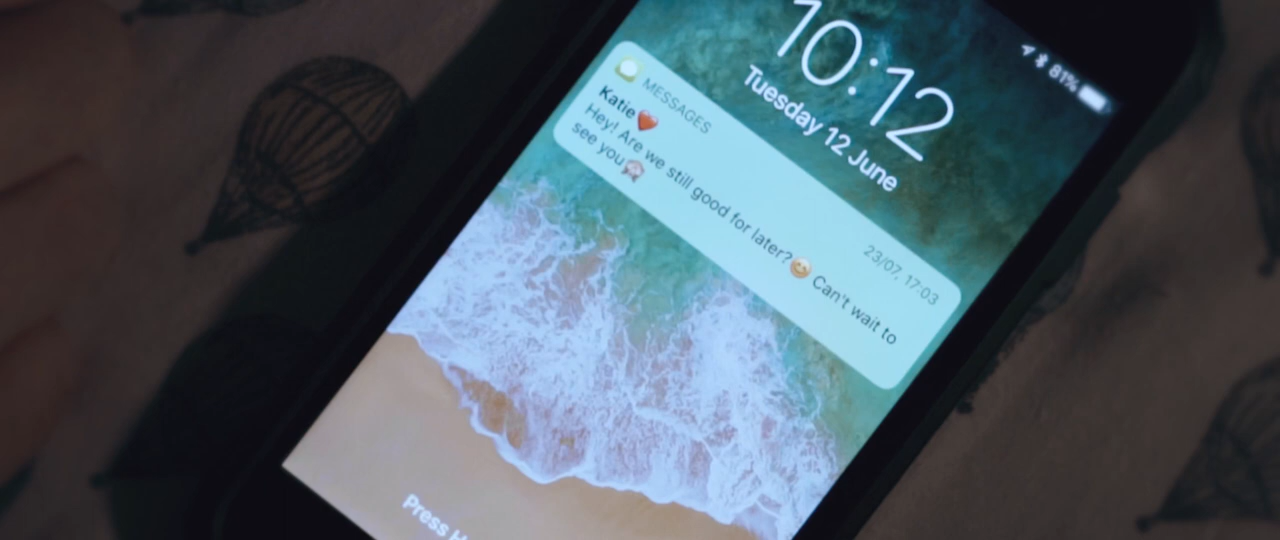 81%
10:12
Tuesday 12 June
MESSAGES
23/07, 17:03
Katie❤️
Hey! Are we still good for later?😊 Can't wait to
see you🙈
Press H